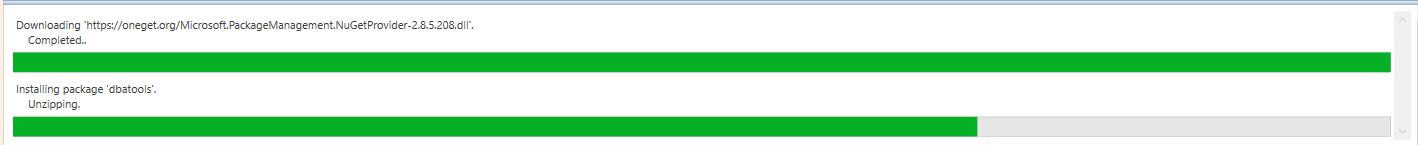 Downloading 'https://oneget.org/Microsoft.PackageManagement.NuGetProvider-2.8.5.208.dll'.
Completed..
Installing package 'dbatools'.
Unzipping.